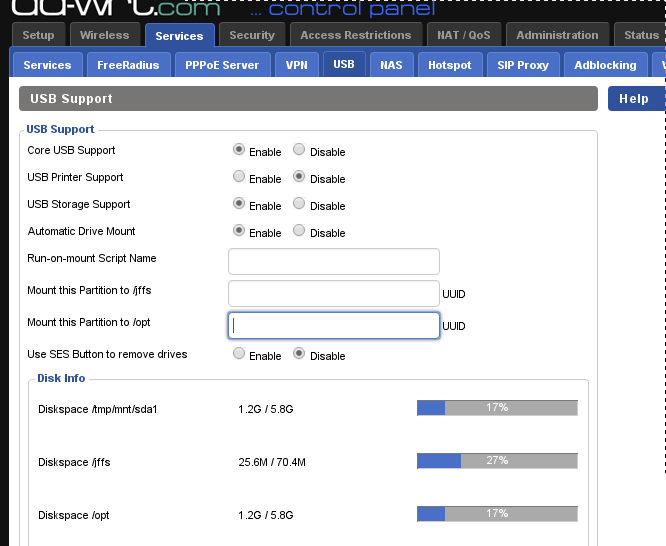 dd-wrt.com ... control panel
Setup Wireless Services Security Access Restrictions NAT / QoS Administration Status
Services FreeRadius PPPoE Server VPN USB NAS Hotspot SIP Proxy Adblocking
USB Support Help
USB Support
Core USB Support Enable Disable
USB Printer Support Enable Disable
USB Storage Support Enable Disable
Automatic Drive Mount Enable Disable
Run-on-mount Script Name
Mount this Partition to /jffs UUID
Mount this Partition to /opt UUID
Use SES Button to remove drives Enable Disable
Disk Info
Diskspace /tmp/mnt/sda1 1.2G / 5.8G 17%
Diskspace /jffs 25.6M / 70.4M 27%
Diskspace /opt 1.2G / 5.8G 17%